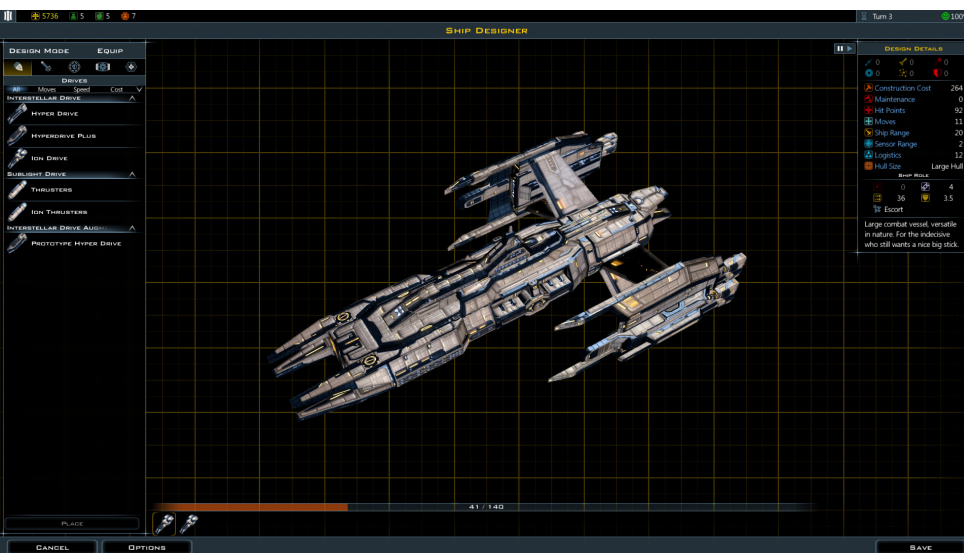 5736 5 5 7 Turn 3 100%
Ship Designer
Design Mode Equip
Drives
All Moves Speed Cost
Interstellar Drive
Hyper Drive
Hyperdrive Plus
Ion Drive
Sublight Drive
Thrusters
Ion Thrusters
Interstellar Drive
Prototype Hyper Drive
Place
Cancel Options
41 / 140
Design Details
0 0 0
0 0 0
Construction Cost 264
Maintenance 0
Hit Points 92
Moves 11
Ship Range 20
Sensor Range 2
Logistics 12
Hull Size Large Hull
Ship Role
0 4
36 3.5
Escort
Large combat vessel, versatile
in nature. For the indecisive
who still wants a nice big stick.
Save